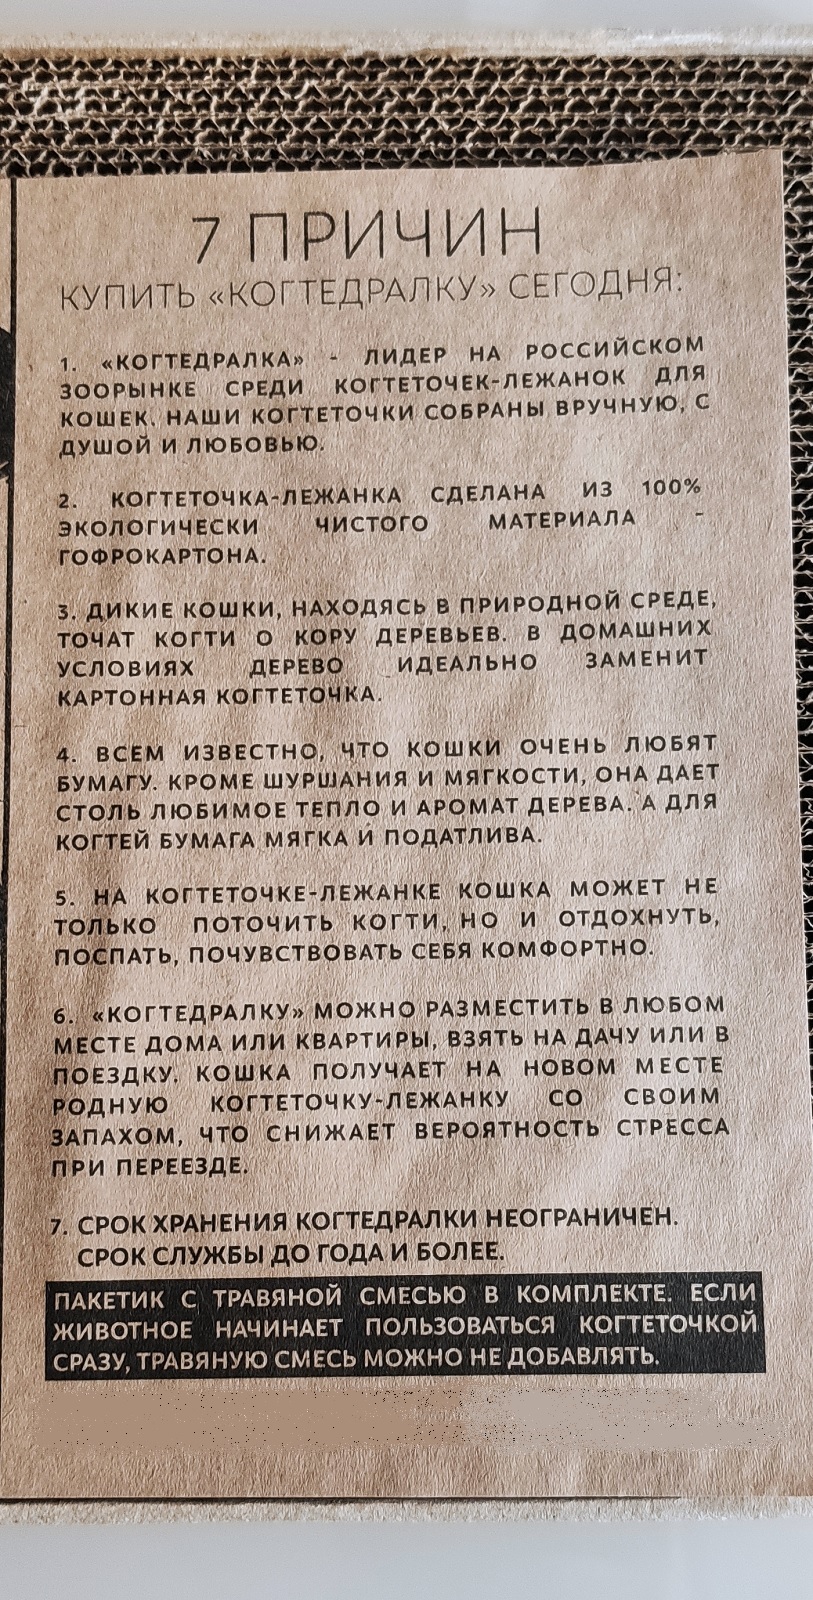 7 ПРИЧИН
КУПИТЬ «КОГТЕДРАЛКУ» СЕГОДНЯ:
1. «КОГТЕДРАЛКА» - ЛИДЕР НА РОССИЙСКОМ
ЗООРЫНКЕ СРЕДИ КОГТЕТОЧЕК-ЛЕЖАНОК ДЛЯ
КОШЕК. НАШИ КОГТЕТОЧКИ СОБРАНЫ ВРУЧНУЮ, С
ДУШОЙ И ЛЮБОВЬЮ.
2. КОГТЕТОЧКА-ЛЕЖАНКА СДЕЛАНА ИЗ 100%
ЭКОЛОГИЧЕСКИ ЧИСТОГО МАТЕРИАЛА -
ГОФРОКАРТОНА.
3. ДИКИЕ КОШКИ, НАХОДЯСЬ В ПРИРОДНОЙ СРЕДЕ,
ТОЧАТ КОГТИ О КОРУ ДЕРЕВЬЕВ. В ДОМАШНИХ
УСЛОВИЯХ ДЕРЕВО ИДЕАЛЬНО ЗАМЕНИТ
КАРТОННАЯ КОГТЕТОЧКА.
4. ВСЕМ ИЗВЕСТНО, ЧТО КОШКИ ОЧЕНЬ ЛЮБЯТ
БУМАГУ. КРОМЕ ШУРШАНИЯ И МЯГКОСТИ, ОНА ДАЕТ
СТОЛЬ ЛЮБИМОЕ ТЕПЛО И АРОМАТ ДЕРЕВА. А ДЛЯ
КОГТЕЙ БУМАГА МЯГКА И ПОДАТЛИВА.
5. НА КОГТЕТОЧКЕ-ЛЕЖАНКЕ КОШКА МОЖЕТ НЕ
ТОЛЬКО ПОТОЧИТЬ КОГТИ, НО И ОТДОХНУТЬ,
ПОСПАТЬ, ПОЧУВСТВОВАТЬ СЕБЯ КОМФОРТНО.
6. «КОГТЕДРАЛКУ» МОЖНО РАЗМЕСТИТЬ В ЛЮБОМ
МЕСТЕ ДОМА ИЛИ КВАРТИРЫ, ВЗЯТЬ НА ДАЧУ ИЛИ В
ПОЕЗДКУ. КОШКА ПОЛУЧАЕТ НА НОВОМ МЕСТЕ
РОДНУЮ КОГТЕТОЧКУ-ЛЕЖАНКУ СО СВОИМ
ЗАПАХОМ, ЧТО СНИЖАЕТ ВЕРОЯТНОСТЬ СТРЕССА
ПРИ ПЕРЕЕЗДЕ.
7. СРОК ХРАНЕНИЯ КОГТЕДРАЛКИ НЕОГРАНИЧЕН.
СРОК СЛУЖБЫ ДО ГОДА И БОЛЕЕ.
ПАКЕТИК С ТРАВЯНОЙ СМЕСЬЮ В КОМПЛЕКТЕ. ЕСЛИ
ЖИВОТНОЕ НАЧИНАЕТ ПОЛЬЗОВАТЬСЯ КОГТЕТОЧКОЙ
СРАЗУ, ТРАВЯНУЮ СМЕСЬ МОЖНО НЕ ДОБАВЛЯТЬ.